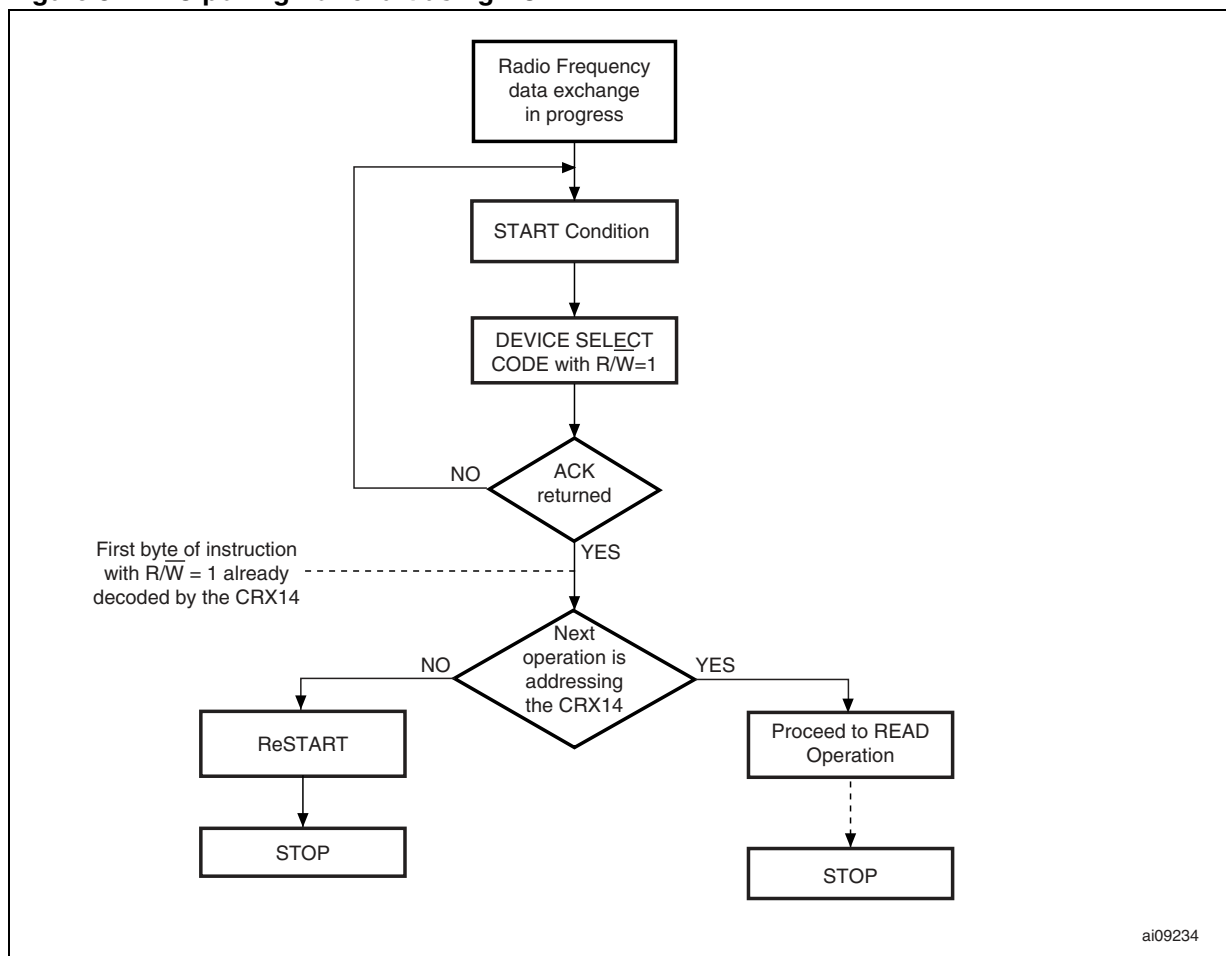 Radio Frequency
data exchange
in progress
START Condition
DEVICE SELECT
CODE with R/W̅=1
NO
ACK
returned
YES
First byte of instruction
with R/W̅ = 1 already
decoded by the CRX14
Next
operation is
addressing
the CRX14
NO
YES
ReSTART
Proceed to READ
Operation
STOP
STOP
ai09234